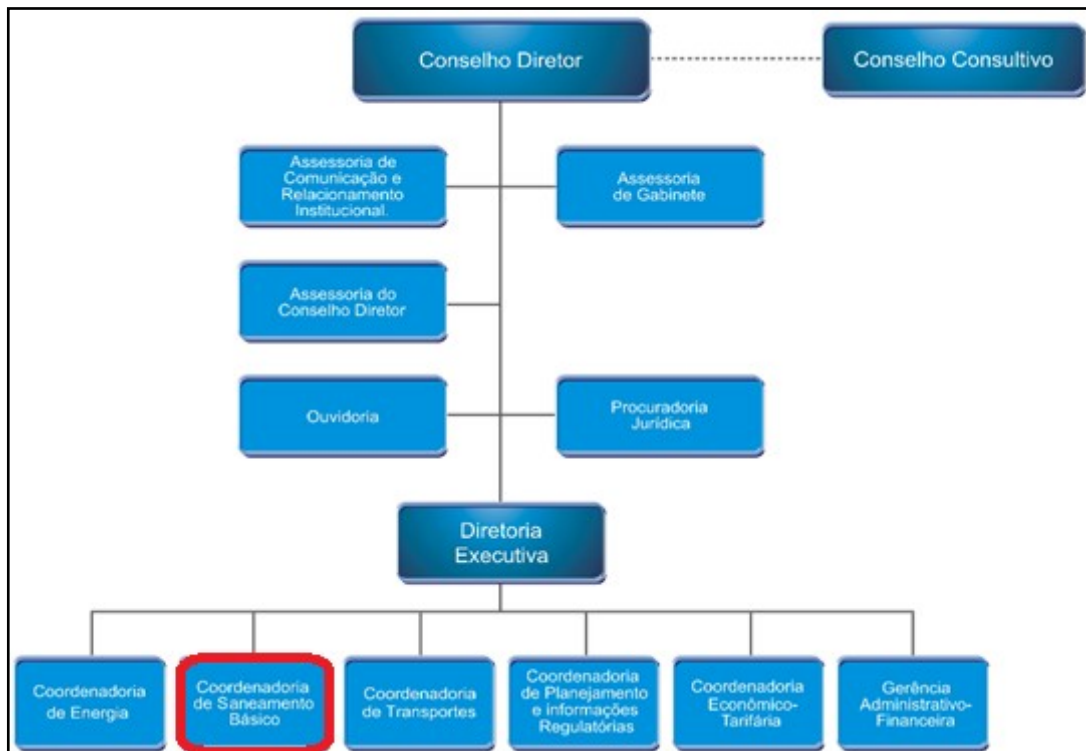 Conselho Diretor
Conselho Consultivo
Assessoria de
Comunicação e
Relacionamento
Institucional.
Assessoria
de Gabinete
Assessoria do
Conselho Diretor
Ouvidoria
Procuradoria
Jurídica
Diretoria
Executiva
Coordenadoria
de Energia
Coordenadoria
de Saneamento
Básico
Coordenadoria
de Transportes
Coordenadoria
de Planejamento
e informações
Regulatórias
Coordenadoria
Econômico-
Tarifária
Gerência
Administrativo-
Financeira